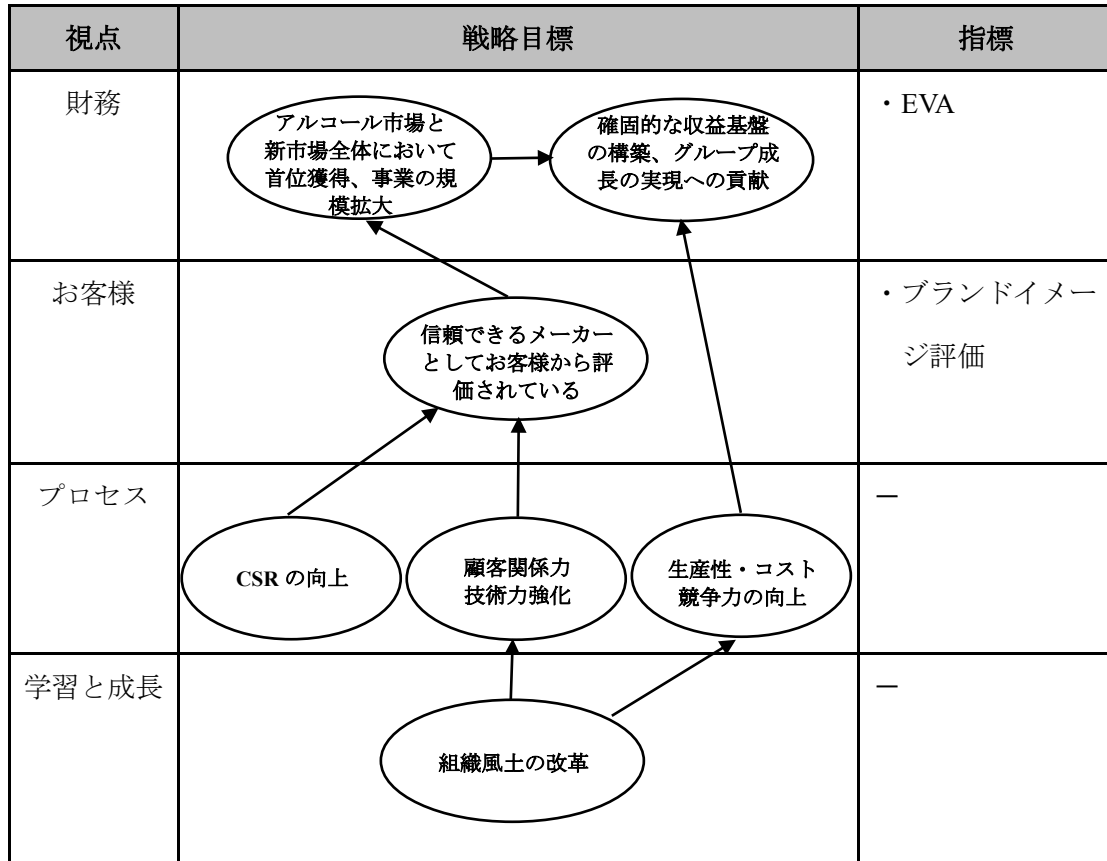 視点
戦略目標
指標
財務
アルコール市場と
新市場全体において
首位獲得、事業の規
模拡大
確固的な収益基盤
の構築、グループ成
長の実現への貢献
・EVA
お客様
信頼できるメーカー
としてお客様から評
価されている
・ブランドイメー
ジ評価
プロセス
CSR の向上
顧客関係力
技術力強化
生産性・コスト
競争力の向上
－
学習と成長
組織風土の改革
－